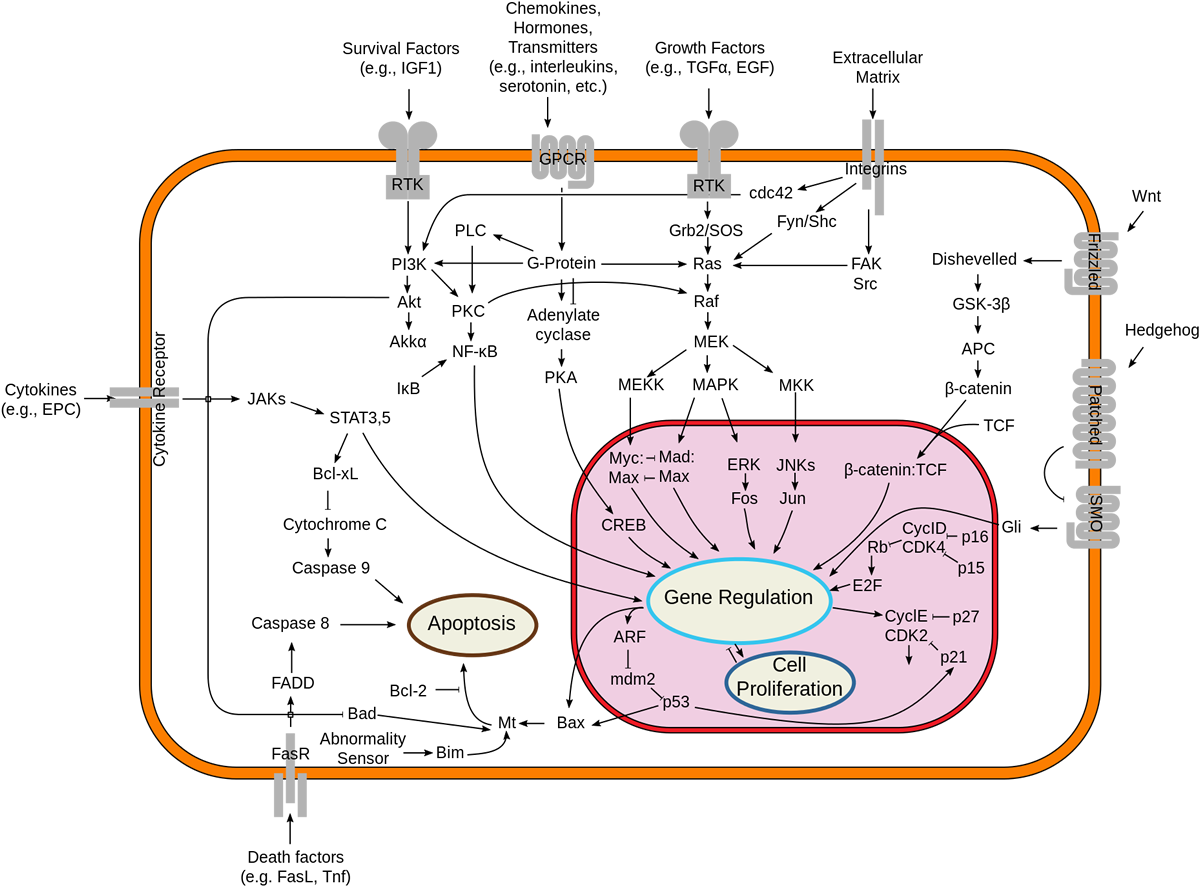 Chemokines,
Hormones,
Transmitters
(e.g., interleukins,
serotonin, etc.)
Survival Factors
(e.g., IGF1)
Growth Factors
(e.g., TGFα, EGF)
Extracellular
Matrix
GPCR
RTK
RTK
Integrins
cdc42
Wnt
PLC
Grb2/SOS
Fyn/Shc
Frizzled
PI3K
G-Protein
Ras
FAK
Src
Dishevelled
Akt
PKC
Adenylate
cyclase
Raf
GSK-3β
Hedgehog
Akkα
NF-κB
MEK
APC
IκB
PKA
MEKK
MAPK
MKK
β-catenin
Cytokines
(e.g., EPC)
Cytokine Receptor
JAKs
STAT3,5
TCF
Patched
Myc:
Max
Mad:
Max
ERK
JNKs
β-catenin:TCF
Bcl-xL
Fos
Jun
SMO
Cytochrome C
CREB
Gli
CycID
CDK4
p16
Rb
p15
Caspase 9
E2F
Gene Regulation
Caspase 8
Apoptosis
CyclE
CDK2
p27
ARF
p21
FADD
mdm2
Cell
Proliferation
Bcl-2
p53
Bad
Mt
Bax
Abnormality
Sensor
Bim
FasR
Death factors
(e.g. FasL, Tnf)